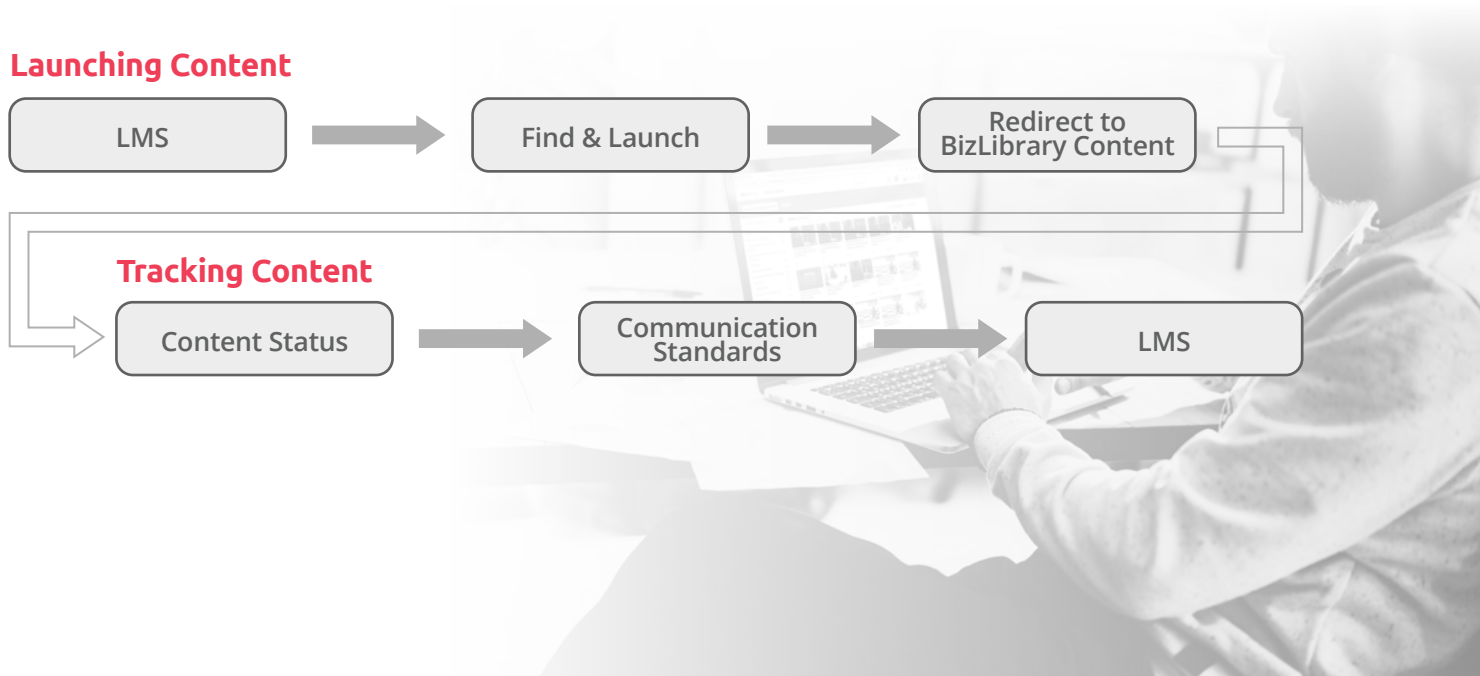 Launching Content
LMS
Find & Launch
Redirect to
BizLibrary Content
Tracking Content
Content Status
Communication
Standards
LMS